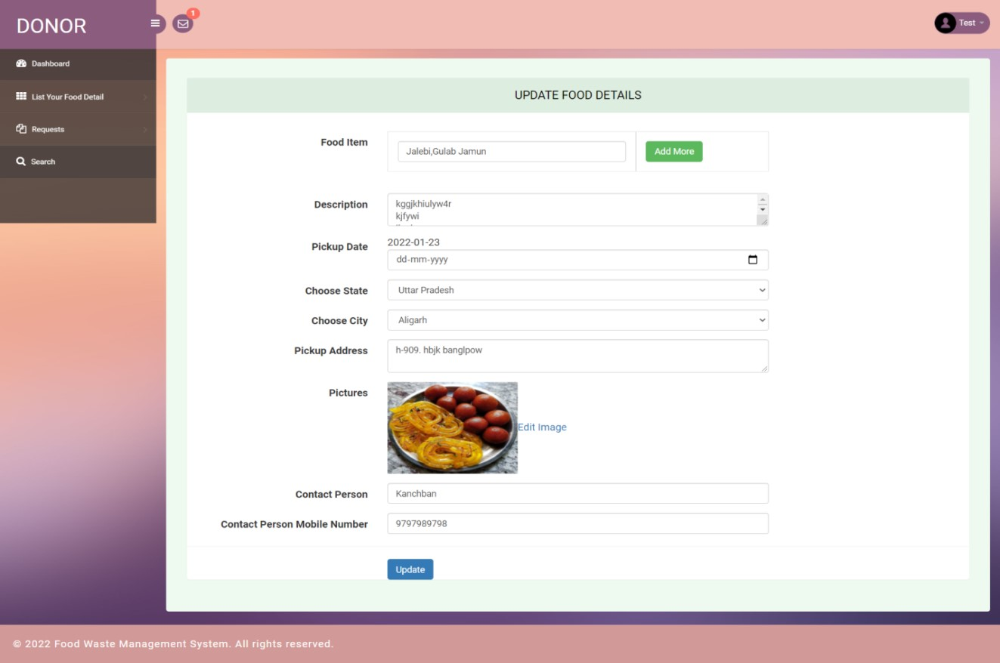 DONOR
1
Test
Dashboard
List Your Food Detail
Requests
Search
UPDATE FOOD DETAILS
Food Item
Jalebi,Gulab Jamun
Add More
Description
kggjkhiulyw4r
kjfywi
Pickup Date
2022-01-23
dd-mm-yyyy
Choose State
Uttar Pradesh
Choose City
Aligarh
Pickup Address
h-909. hbjk banglpow
Pictures
Edit Image
Contact Person
Kanchban
Contact Person Mobile Number
9797989798
Update
© 2022 Food Waste Management System. All rights reserved.